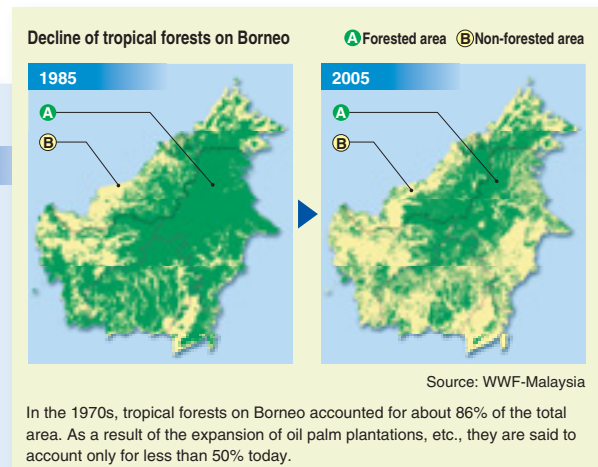 Decline of tropical forests on Borneo
A Forested area B Non-forested area
1985
A
B
2005
A
B
Source: WWF-Malaysia
In the 1970s, tropical forests on Borneo accounted for about 86% of the total
area. As a result of the expansion of oil palm plantations, etc., they are said to
account only for less than 50% today.